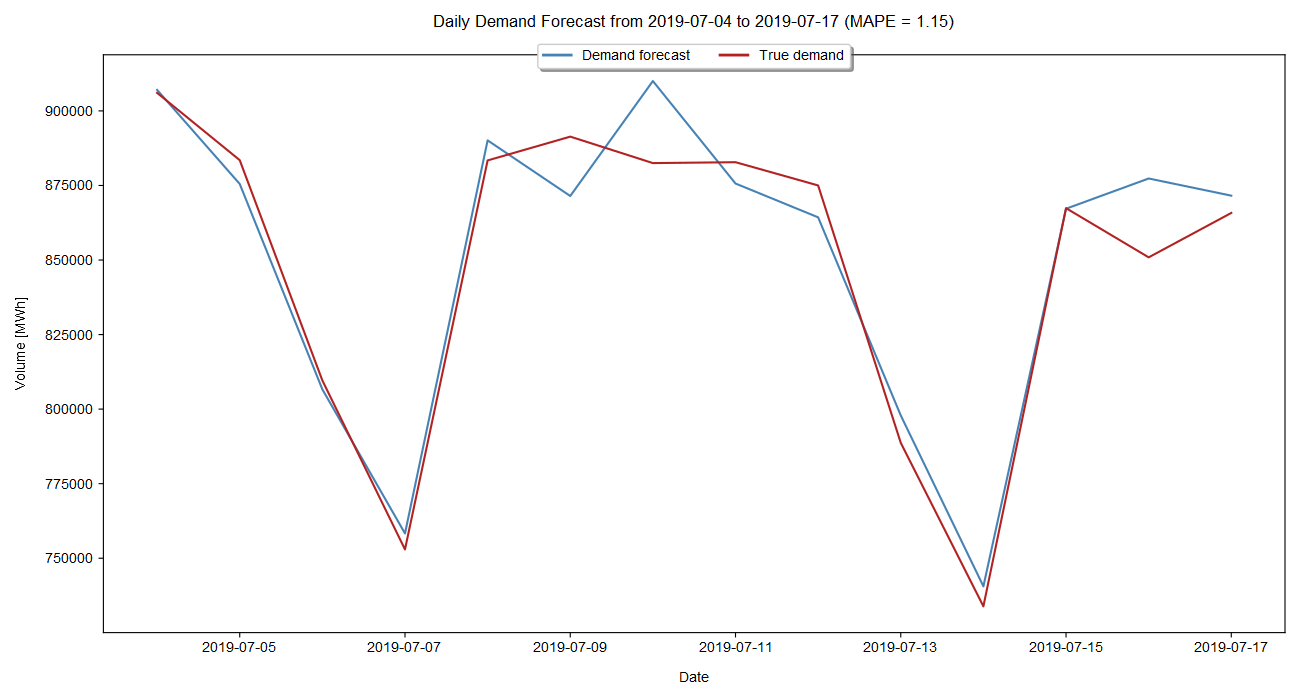 Daily Demand Forecast from 2019-07-04 to 2019-07-17 (MAPE = 1.15)
Demand forecast
True demand
900000
875000
850000
825000
800000
775000
750000
Volume [MWh]
2019-07-05
2019-07-07
2019-07-09
2019-07-11
2019-07-13
2019-07-15
2019-07-17
Date